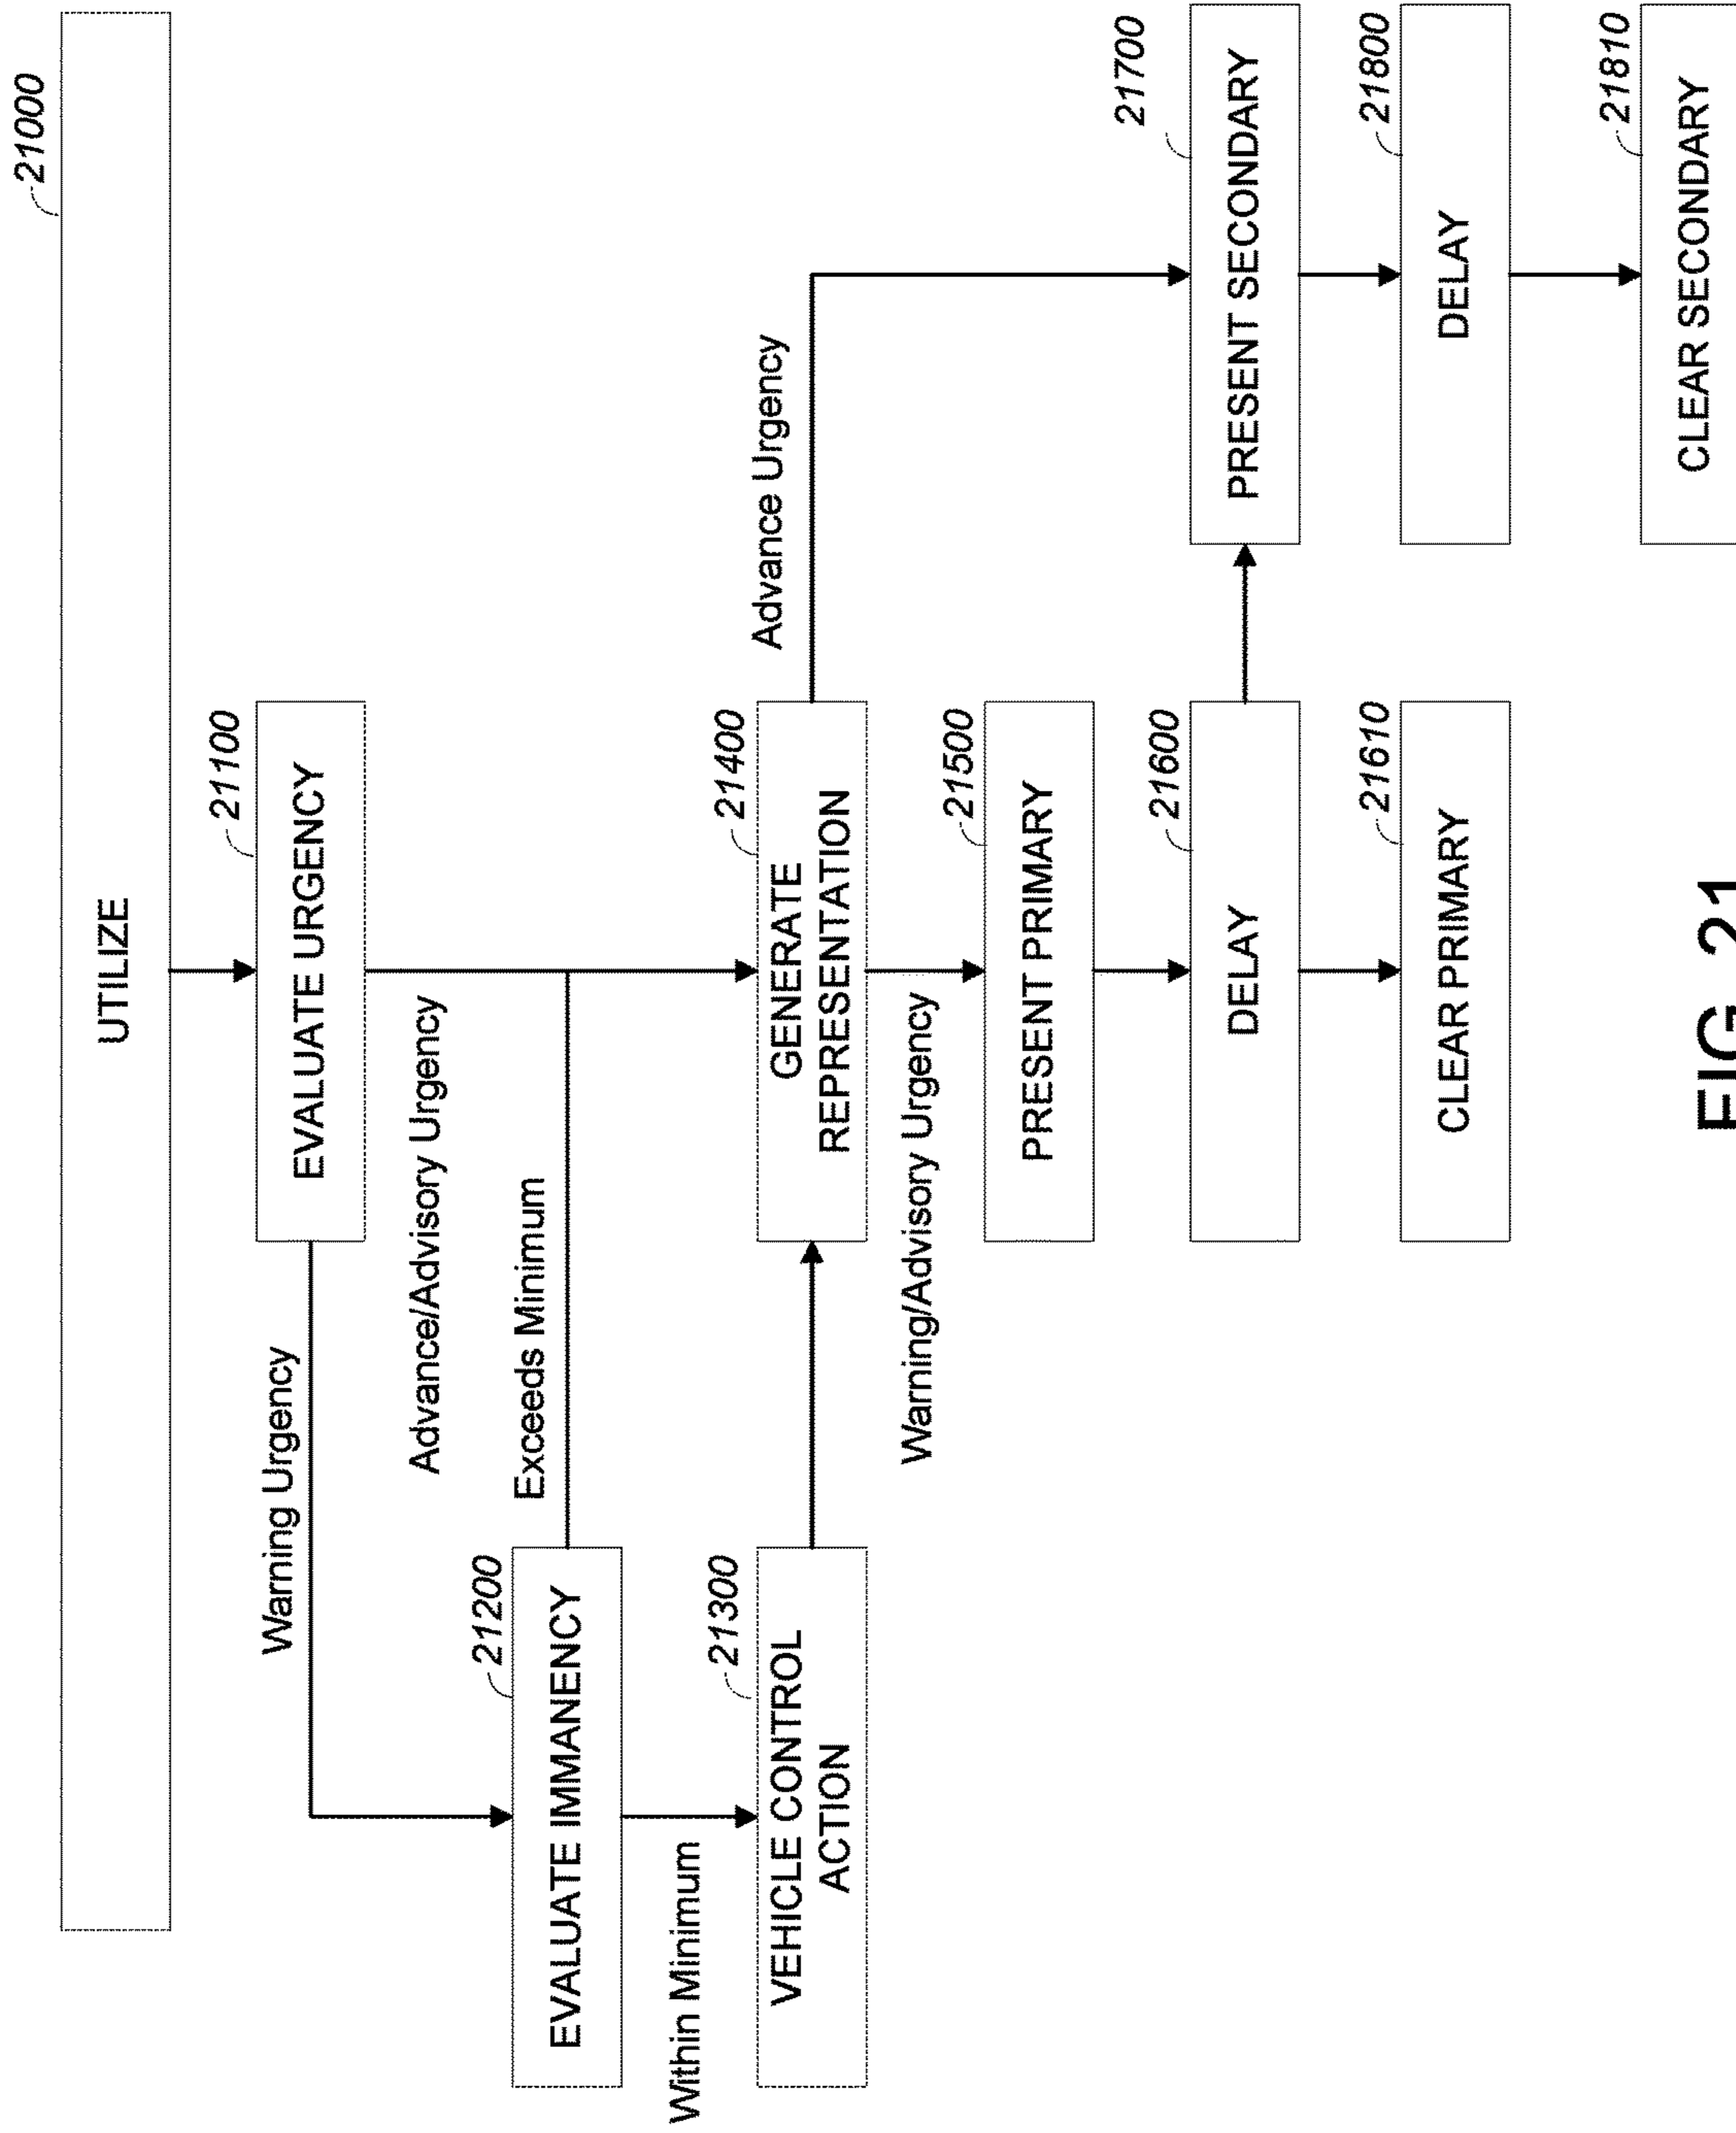 21000
UTILIZE
21100
EVALUATE URGENCY
Warning Urgency
Advance/Advisory Urgency
21200
EVALUATE IMMANENCY
Exceeds Minimum
Within Minimum
21300
VEHICLE CONTROL
ACTION
21400
GENERATE
REPRESENTATION
Advance Urgency
Warning/Advisory Urgency
21500
PRESENT PRIMARY
21600
DELAY
21700
PRESENT SECONDARY
21610
CLEAR PRIMARY
21800
DELAY
21810
CLEAR SECONDARY
FIG. 21